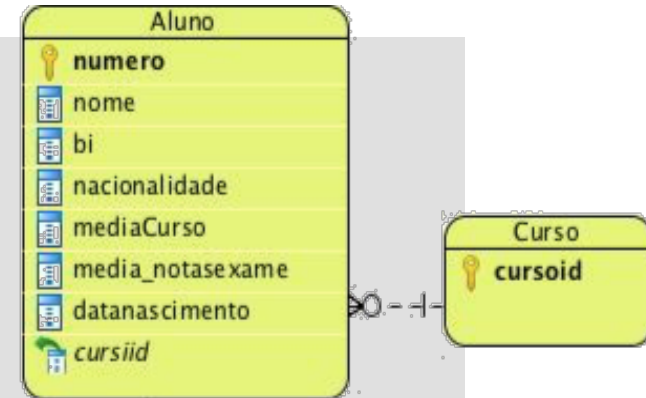 Aluno
numero
nome
bi
nacionalidade
mediaCurso
media_notasexame
datanascimento
cursiid
Curso
cursoid